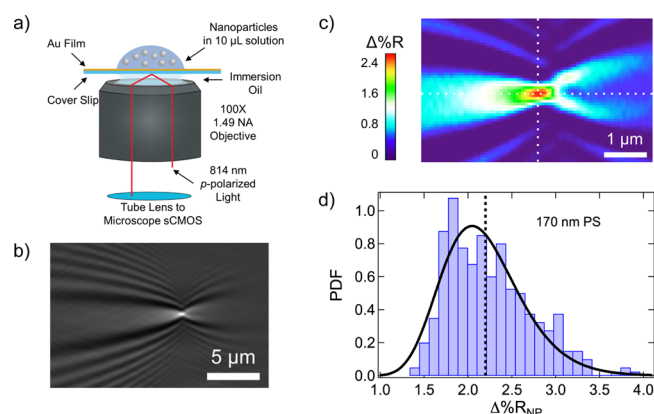 a)
Nanoparticles
in 10 µL solution
Au Film
Cover Slip
Immersion
Oil
100X
1.49 NA
Objective
814 nm
p-polarized
Light
Tube Lens to
Microscope sCMOS
b)
5 µm
c)
Δ%R
2.4
1.6
0.8
0
1 µm
d)
170 nm PS
PDF
1.0
0.8
0.6
0.4
0.2
0.0
1.0 1.5 2.0 2.5 3.0 3.5 4.0
Δ%R_NP